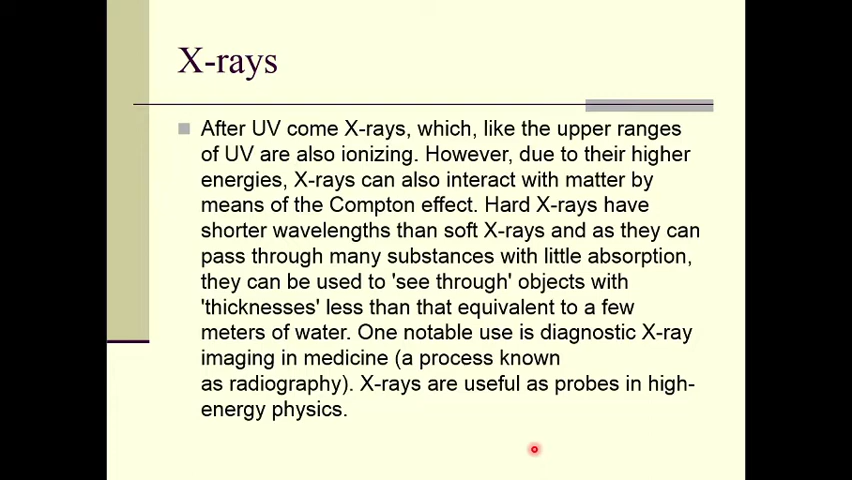 X-rays
After UV come X-rays, which, like the upper ranges
of UV are also ionizing. However, due to their higher
energies, X-rays can also interact with matter by
means of the Compton effect. Hard X-rays have
shorter wavelengths than soft X-rays and as they can
pass through many substances with little absorption,
they can be used to 'see through' objects with
'thicknesses' less than that equivalent to a few
meters of water. One notable use is diagnostic X-ray
imaging in medicine (a process known
as radiography). X-rays are useful as probes in high-
energy physics.